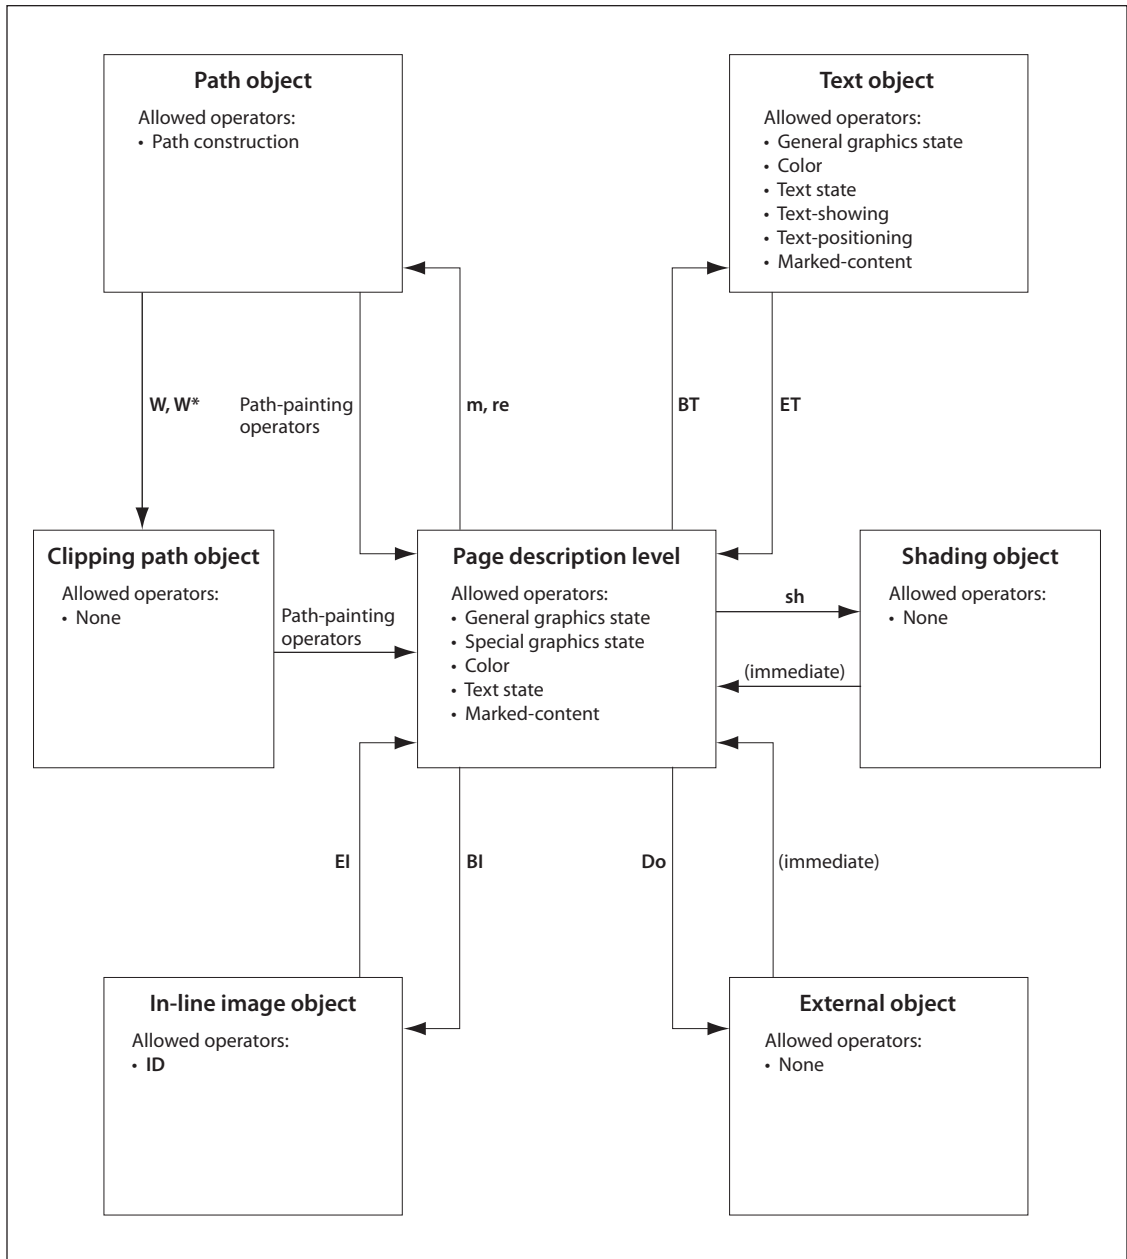 Path object
Allowed operators:
• Path construction
Text object
Allowed operators:
• General graphics state
• Color
• Text state
• Text-showing
• Text-positioning
• Marked-content
W, W*
Path-painting
operators
m, re
BT
ET
Clipping path object
Allowed operators:
• None
Path-painting
operators
Page description level
Allowed operators:
• General graphics state
• Special graphics state
• Color
• Text state
• Marked-content
sh
(immediate)
Shading object
Allowed operators:
• None
EI
BI
Do
(immediate)
In-line image object
Allowed operators:
• ID
External object
Allowed operators:
• None